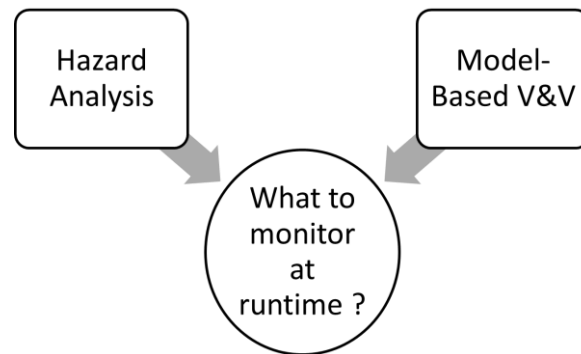 Hazard
Analysis
Model-
Based V&V
What to
monitor
at
runtime ?